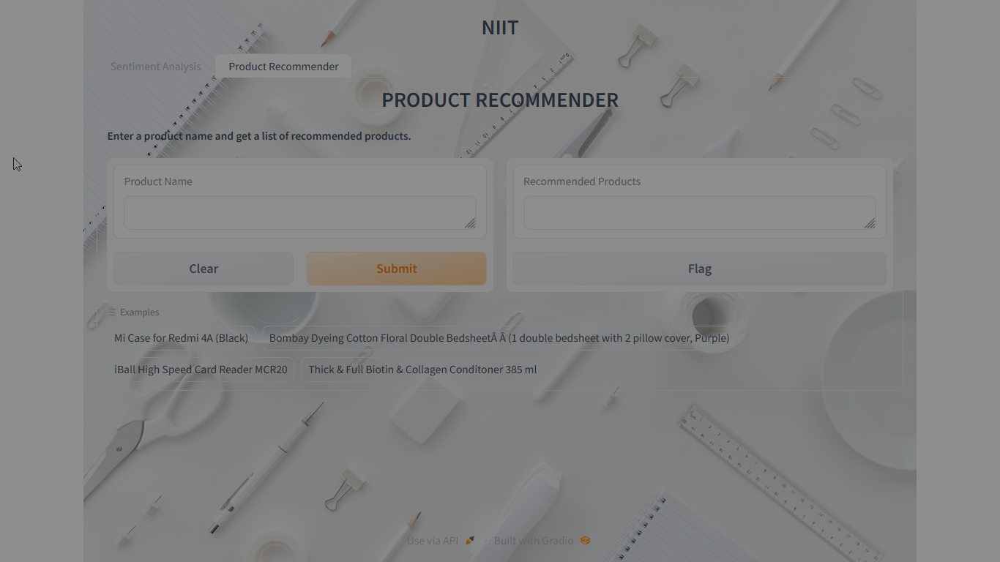 NIIT
Sentiment Analysis Product Recommender
PRODUCT RECOMMENDER
Enter a product name and get a list of recommended products.
Product Name Recommended Products
Clear Submit Flag
Examples
Mi Case for Redmi 4A (Black) Bombay Dyeing Cotton Floral Double BedsheetÂ Â (1 double bedsheet with 2 pillow cover, Purple)
iBall High Speed Card Reader MCR20 Thick & Full Biotin & Collagen Conditoner 385 ml
Use via API · Built with Gradio